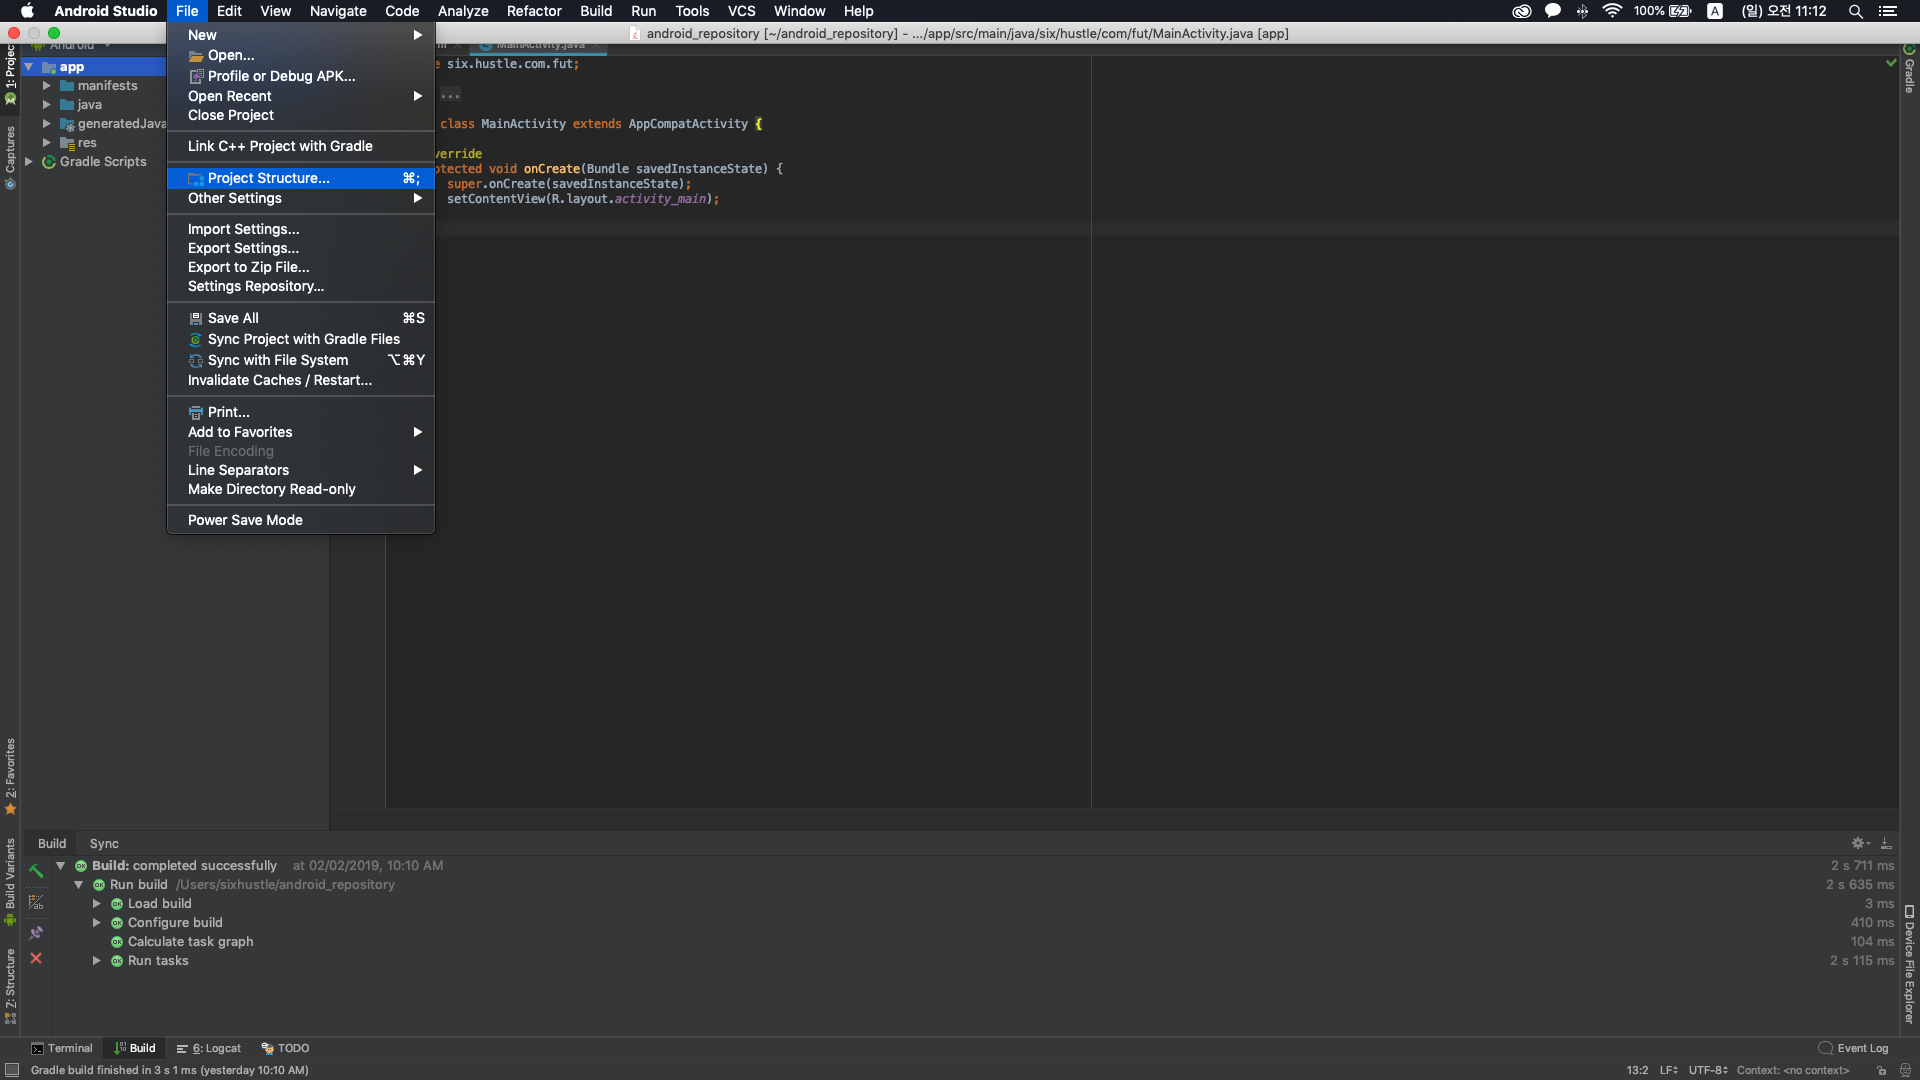 Android Studio File Edit View Navigate Code Analyze Refactor Build Run Tools VCS Window Help 100% A (일) 오전 11:12
android_repository [~/android_repository] - .../app/src/main/java/six/hustle/com/fut/MainActivity.java [app]
Android
MainActivity.java
New
Open...
Profile or Debug APK...
Open Recent
Close Project
Link C++ Project with Gradle
Project Structure... ⌘;
Other Settings
Import Settings...
Export Settings...
Export to Zip File...
Settings Repository...
Save All ⌘S
Sync Project with Gradle Files
Sync with File System ⌥⌘Y
Invalidate Caches / Restart...
Print...
Add to Favorites
File Encoding
Line Separators
Make Directory Read-only
Power Save Mode
app
manifests
java
generatedJava
res
Gradle Scripts
1: Project
Captures
2: Favorites
Build Variants
Z: Structure
six.hustle.com.fut;
...
class MainActivity extends AppCompatActivity {
verride
tected void onCreate(Bundle savedInstanceState) {
super.onCreate(savedInstanceState);
setContentView(R.layout.activity_main);
Gradle
Device File Explorer
Build Sync
Build: completed successfully at 02/02/2019, 10:10 AM 2 s 711 ms
Run build /Users/sixhustle/android_repository 2 s 635 ms
Load build 3 ms
Configure build 410 ms
Calculate task graph 104 ms
Run tasks 2 s 115 ms
Terminal Build 6: Logcat TODO Event Log
Gradle build finished in 3 s 1 ms (yesterday 10:10 AM) 13:2 LF UTF-8 Context: <no context>